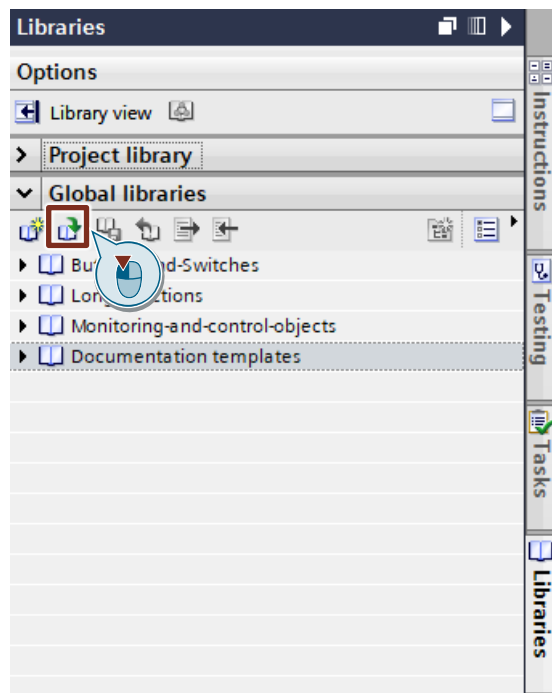 Libraries
Options
Library view
Project library
Global libraries
Monitoring-and-control-objects
Documentation templates
Instructions
Testing
Tasks
Libraries